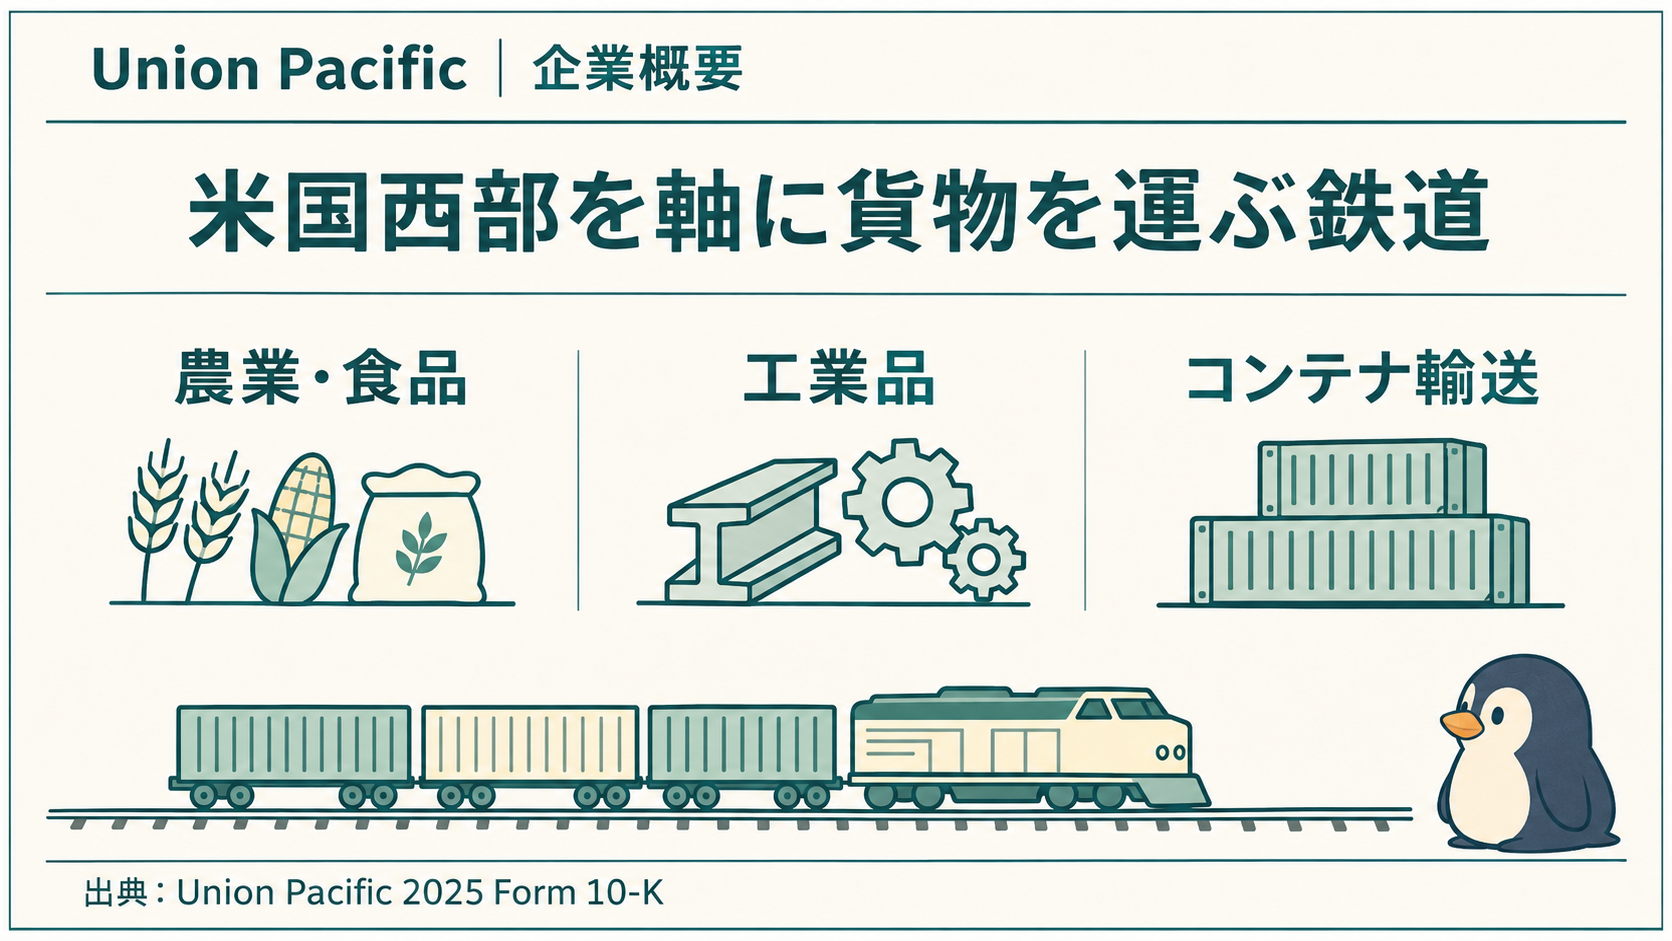 Union Pacific | 企業概要
米国西部を軸に貨物を運ぶ鉄道
農業・食品
工業品
コンテナ輸送
出典：Union Pacific 2025 Form 10-K